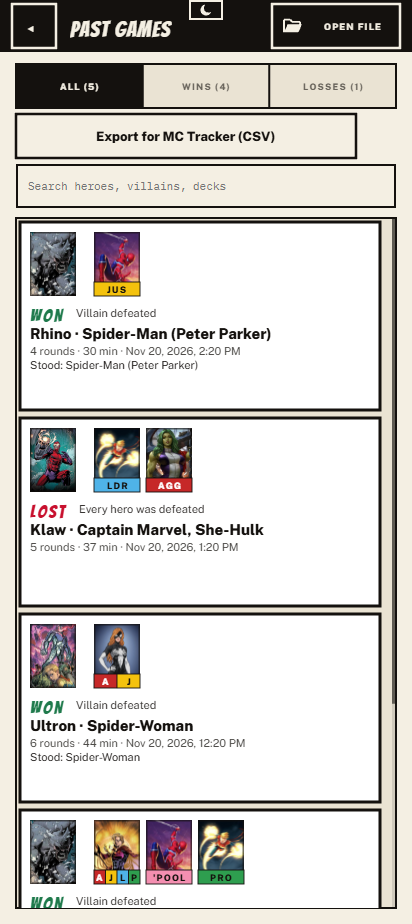 ◂
PAST GAMES
OPEN FILE
ALL (5)
WINS (4)
LOSSES (1)
Export for MC Tracker (CSV)
Search heroes, villains, decks
JUS
WON Villain defeated
Rhino · Spider-Man (Peter Parker)
4 rounds · 30 min · Nov 20, 2026, 2:20 PM
Stood: Spider-Man (Peter Parker)
LDR AGG
LOST Every hero was defeated
Klaw · Captain Marvel, She-Hulk
5 rounds · 37 min · Nov 20, 2026, 1:20 PM
A J
WON Villain defeated
Ultron · Spider-Woman
6 rounds · 44 min · Nov 20, 2026, 12:20 PM
Stood: Spider-Woman
A J L P 'POOL PRO
WON Villain defeated